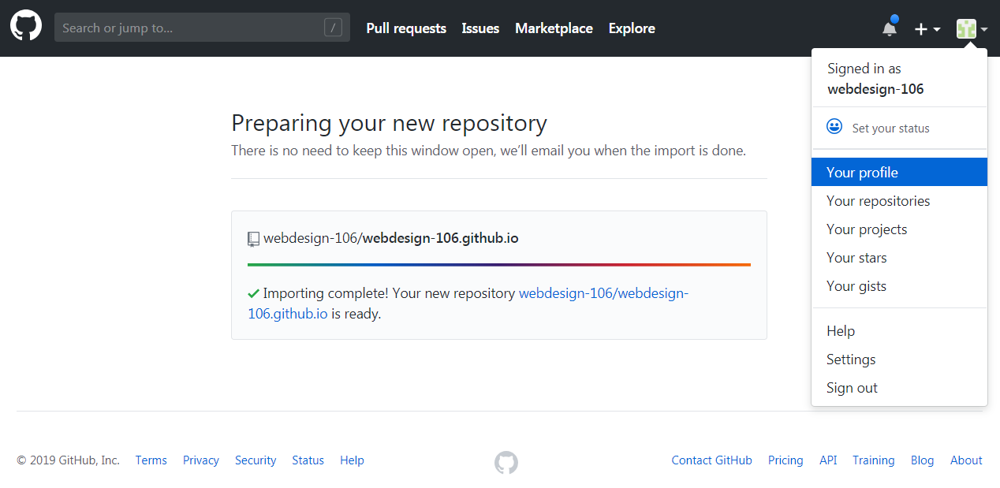 Search or jump to... /
Pull requests Issues Marketplace Explore
Signed in as
webdesign-106
Set your status
Your profile
Your repositories
Your projects
Your stars
Your gists
Help
Settings
Sign out
Preparing your new repository
There is no need to keep this window open, we’ll email you when the import is done.
webdesign-106/webdesign-106.github.io
Importing complete! Your new repository webdesign-106/webdesign-
106.github.io is ready.
© 2019 GitHub, Inc. Terms Privacy Security Status Help
Contact GitHub Pricing API Training Blog About